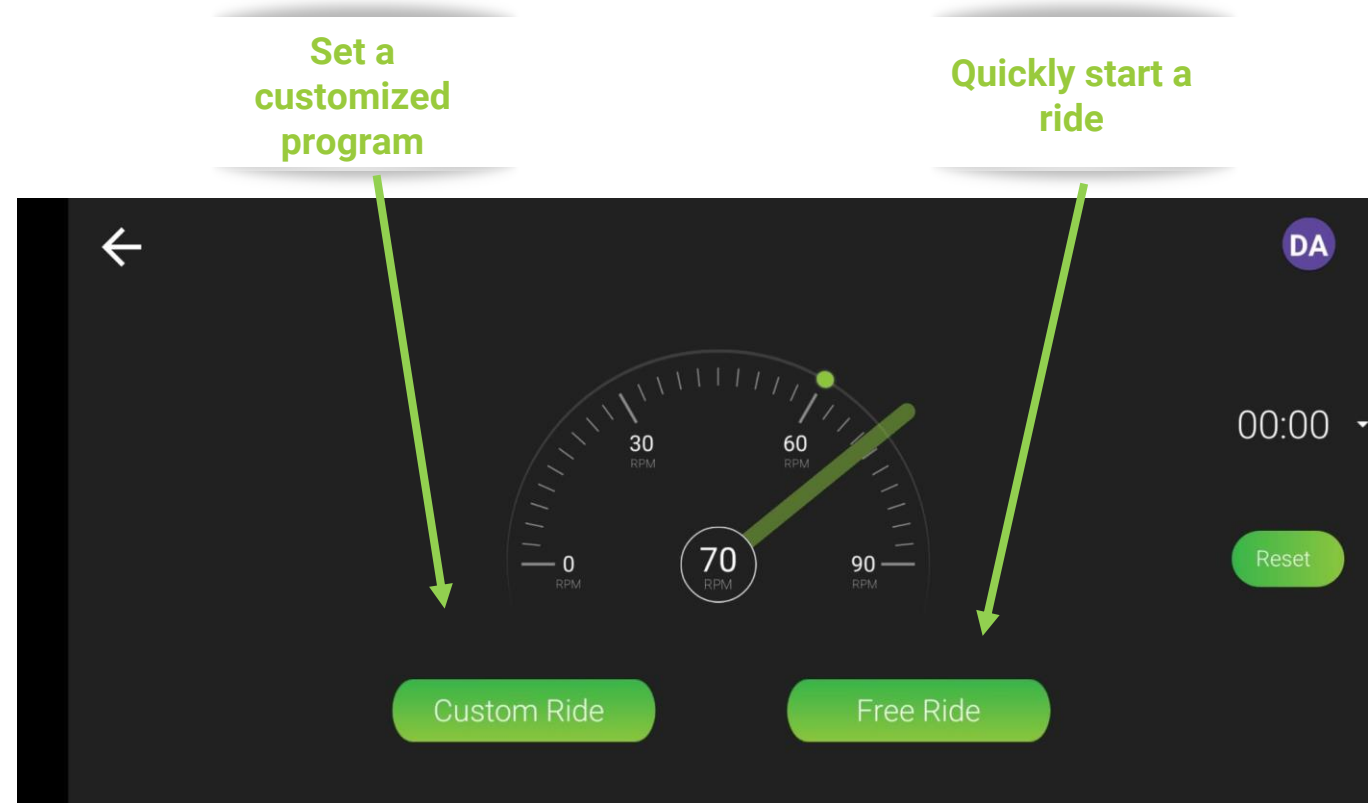 Set a
customized
program
Quickly start a
ride
DA
30
RPM
60
RPM
00:00
0
RPM
70
RPM
90
RPM
Reset
Custom Ride
Free Ride